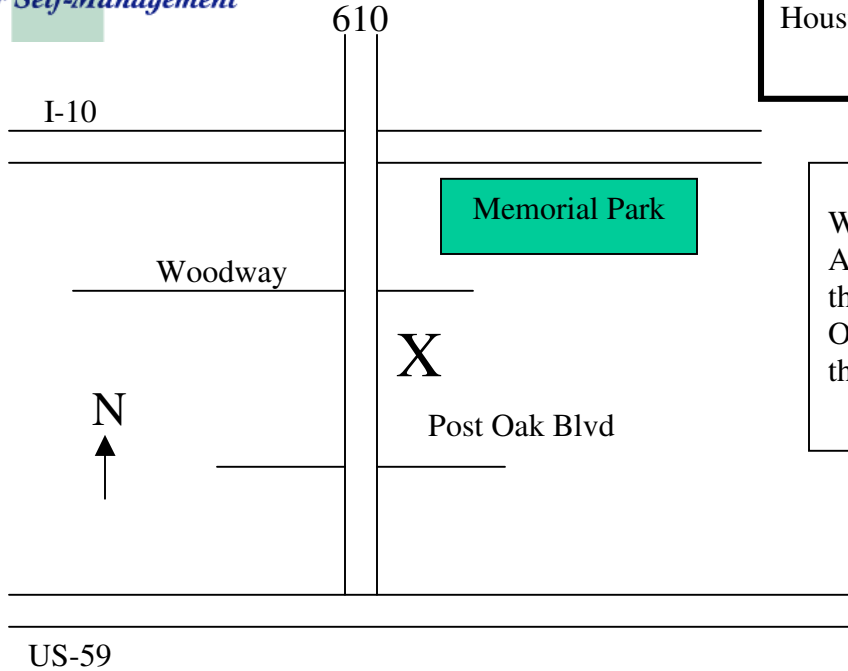 Self-Management
610
Hous
I-10
Memorial Park
Woodway
X
N
Post Oak Blvd
US-59